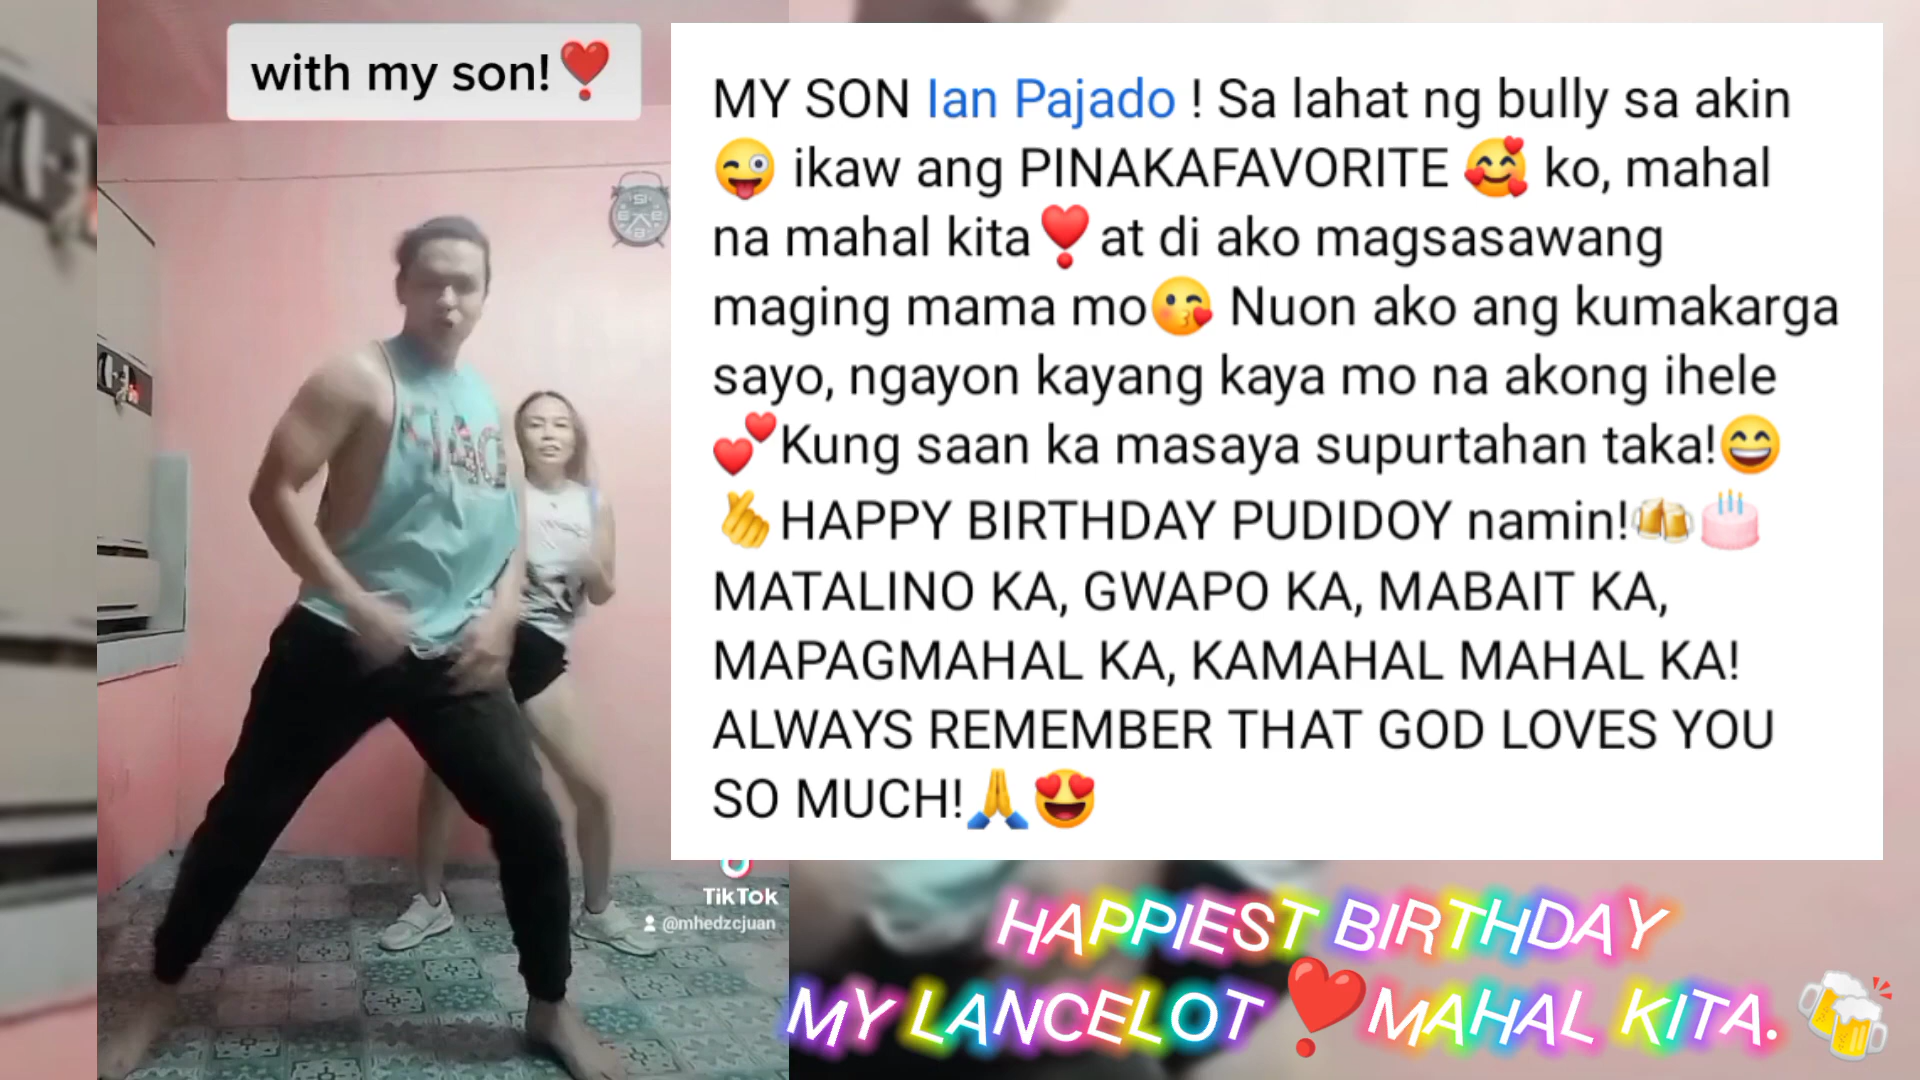 with my son!❣️
MY SON Ian Pajado ! Sa lahat ng bully sa akin
😜 ikaw ang PINAKAFAVORITE 🥰 ko, mahal
na mahal kita❣️at di ako magsasawang
maging mama mo😘 Nuon ako ang kumakarga
sayo, ngayon kayang kaya mo na akong ihele
💕Kung saan ka masaya supurtahan taka!😄
🫰HAPPY BIRTHDAY PUDIDOY namin!🍻🎂
MATALINO KA, GWAPO KA, MABAIT KA,
MAPAGMAHAL KA, KAMAHAL MAHAL KA!
ALWAYS REMEMBER THAT GOD LOVES YOU
SO MUCH!🙏😍
TikTok
@mhedzcjuan
HAPPIEST BIRTHDAY
MY LANCELOT ❣️MAHAL KITA. 🍻